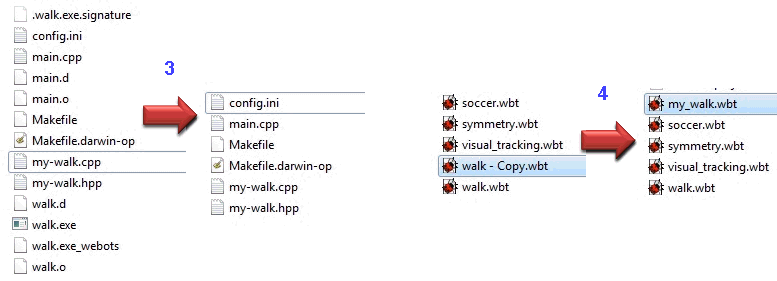 .walk.exe.signature
config.ini
main.cpp
main.d
main.o
Makefile
Makefile.darwin-op
my-walk.cpp
my-walk.hpp
walk.d
walk.exe
walk.exe_webots
walk.o
3
config.ini
main.cpp
Makefile
Makefile.darwin-op
my-walk.cpp
my-walk.hpp
soccer.wbt
symmetry.wbt
visual_tracking.wbt
walk - Copy.wbt
walk.wbt
4
my_walk.wbt
soccer.wbt
symmetry.wbt
visual_tracking.wbt
walk.wbt